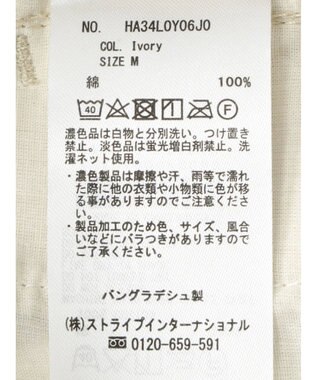 NO. HA34L0Y06J0
COL. Ivory
SIZE M
綿 100%
40 F
濃色品は白物と分別洗い。つけ置き
禁止。淡色品は蛍光増白剤禁止。洗
濯ネット使用。
・濃色製品は摩擦や汗、雨等で濡れ
た際に他の衣類や小物類に色が移
る事がありますのでご注意くださ
い。
・製品加工のため色、サイズ、風合
いなどにバラつきがありますので
ご了承ください。
バングラデシュ製
(株)ストライプインターナショナル
0120-659-591